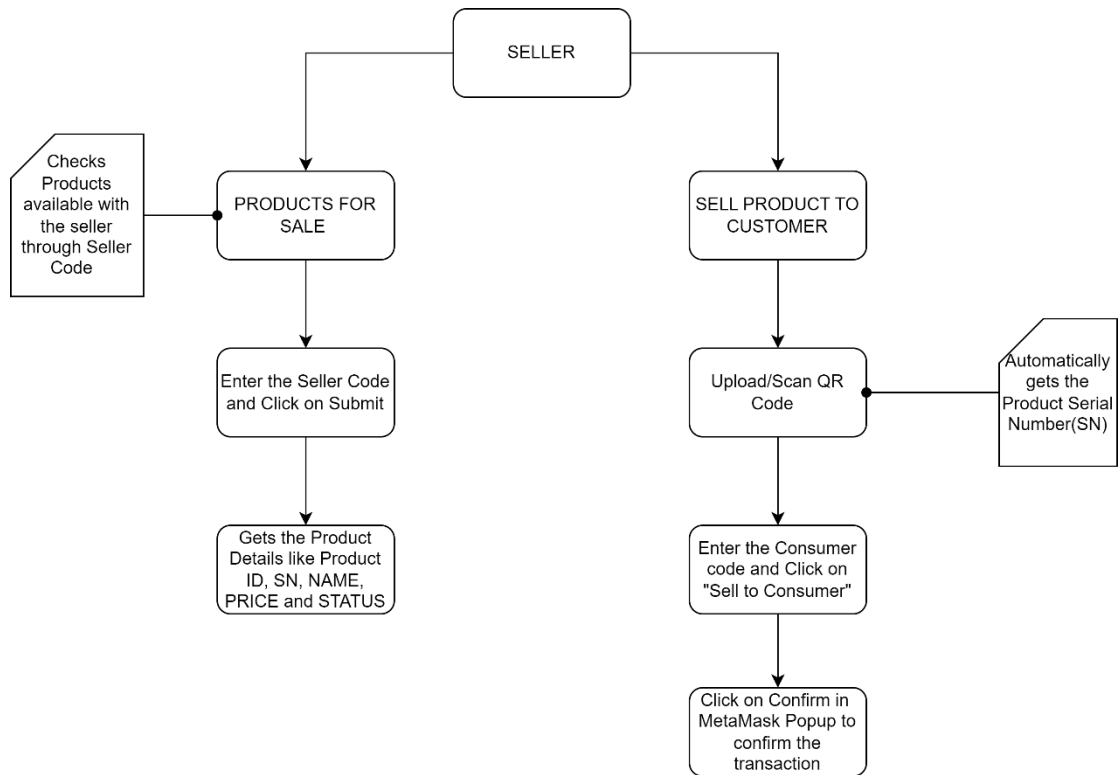 SELLER
Checks
Products
available with
the seller
through Seller
Code
PRODUCTS FOR
SALE
SELL PRODUCT TO
CUSTOMER
Enter the Seller Code
and Click on Submit
Upload/Scan QR
Code
Automatically
gets the
Product Serial
Number(SN)
Gets the Product
Details like Product
ID, SN, NAME,
PRICE and STATUS
Enter the Consumer
code and Click on
"Sell to Consumer"
Click on Confirm in
MetaMask Popup to
confirm the
transaction